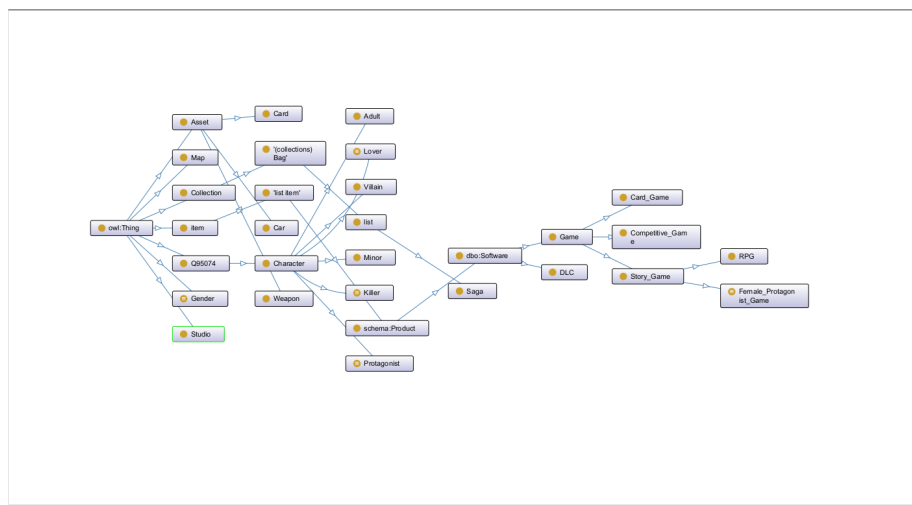 Asset
Card
Adult
Map
'(collections)
Bag'
Lover
Villain
Collection
'list item'
list
Card_Game
owl:Thing
item
Car
Game
Competitive_Gam
e
dbo:Software
Minor
RPG
Q95074
Character
DLC
Story_Game
Saga
Gender
Weapon
Killer
Female_Protagon
ist_Game
Studio
schema:Product
Protagonist